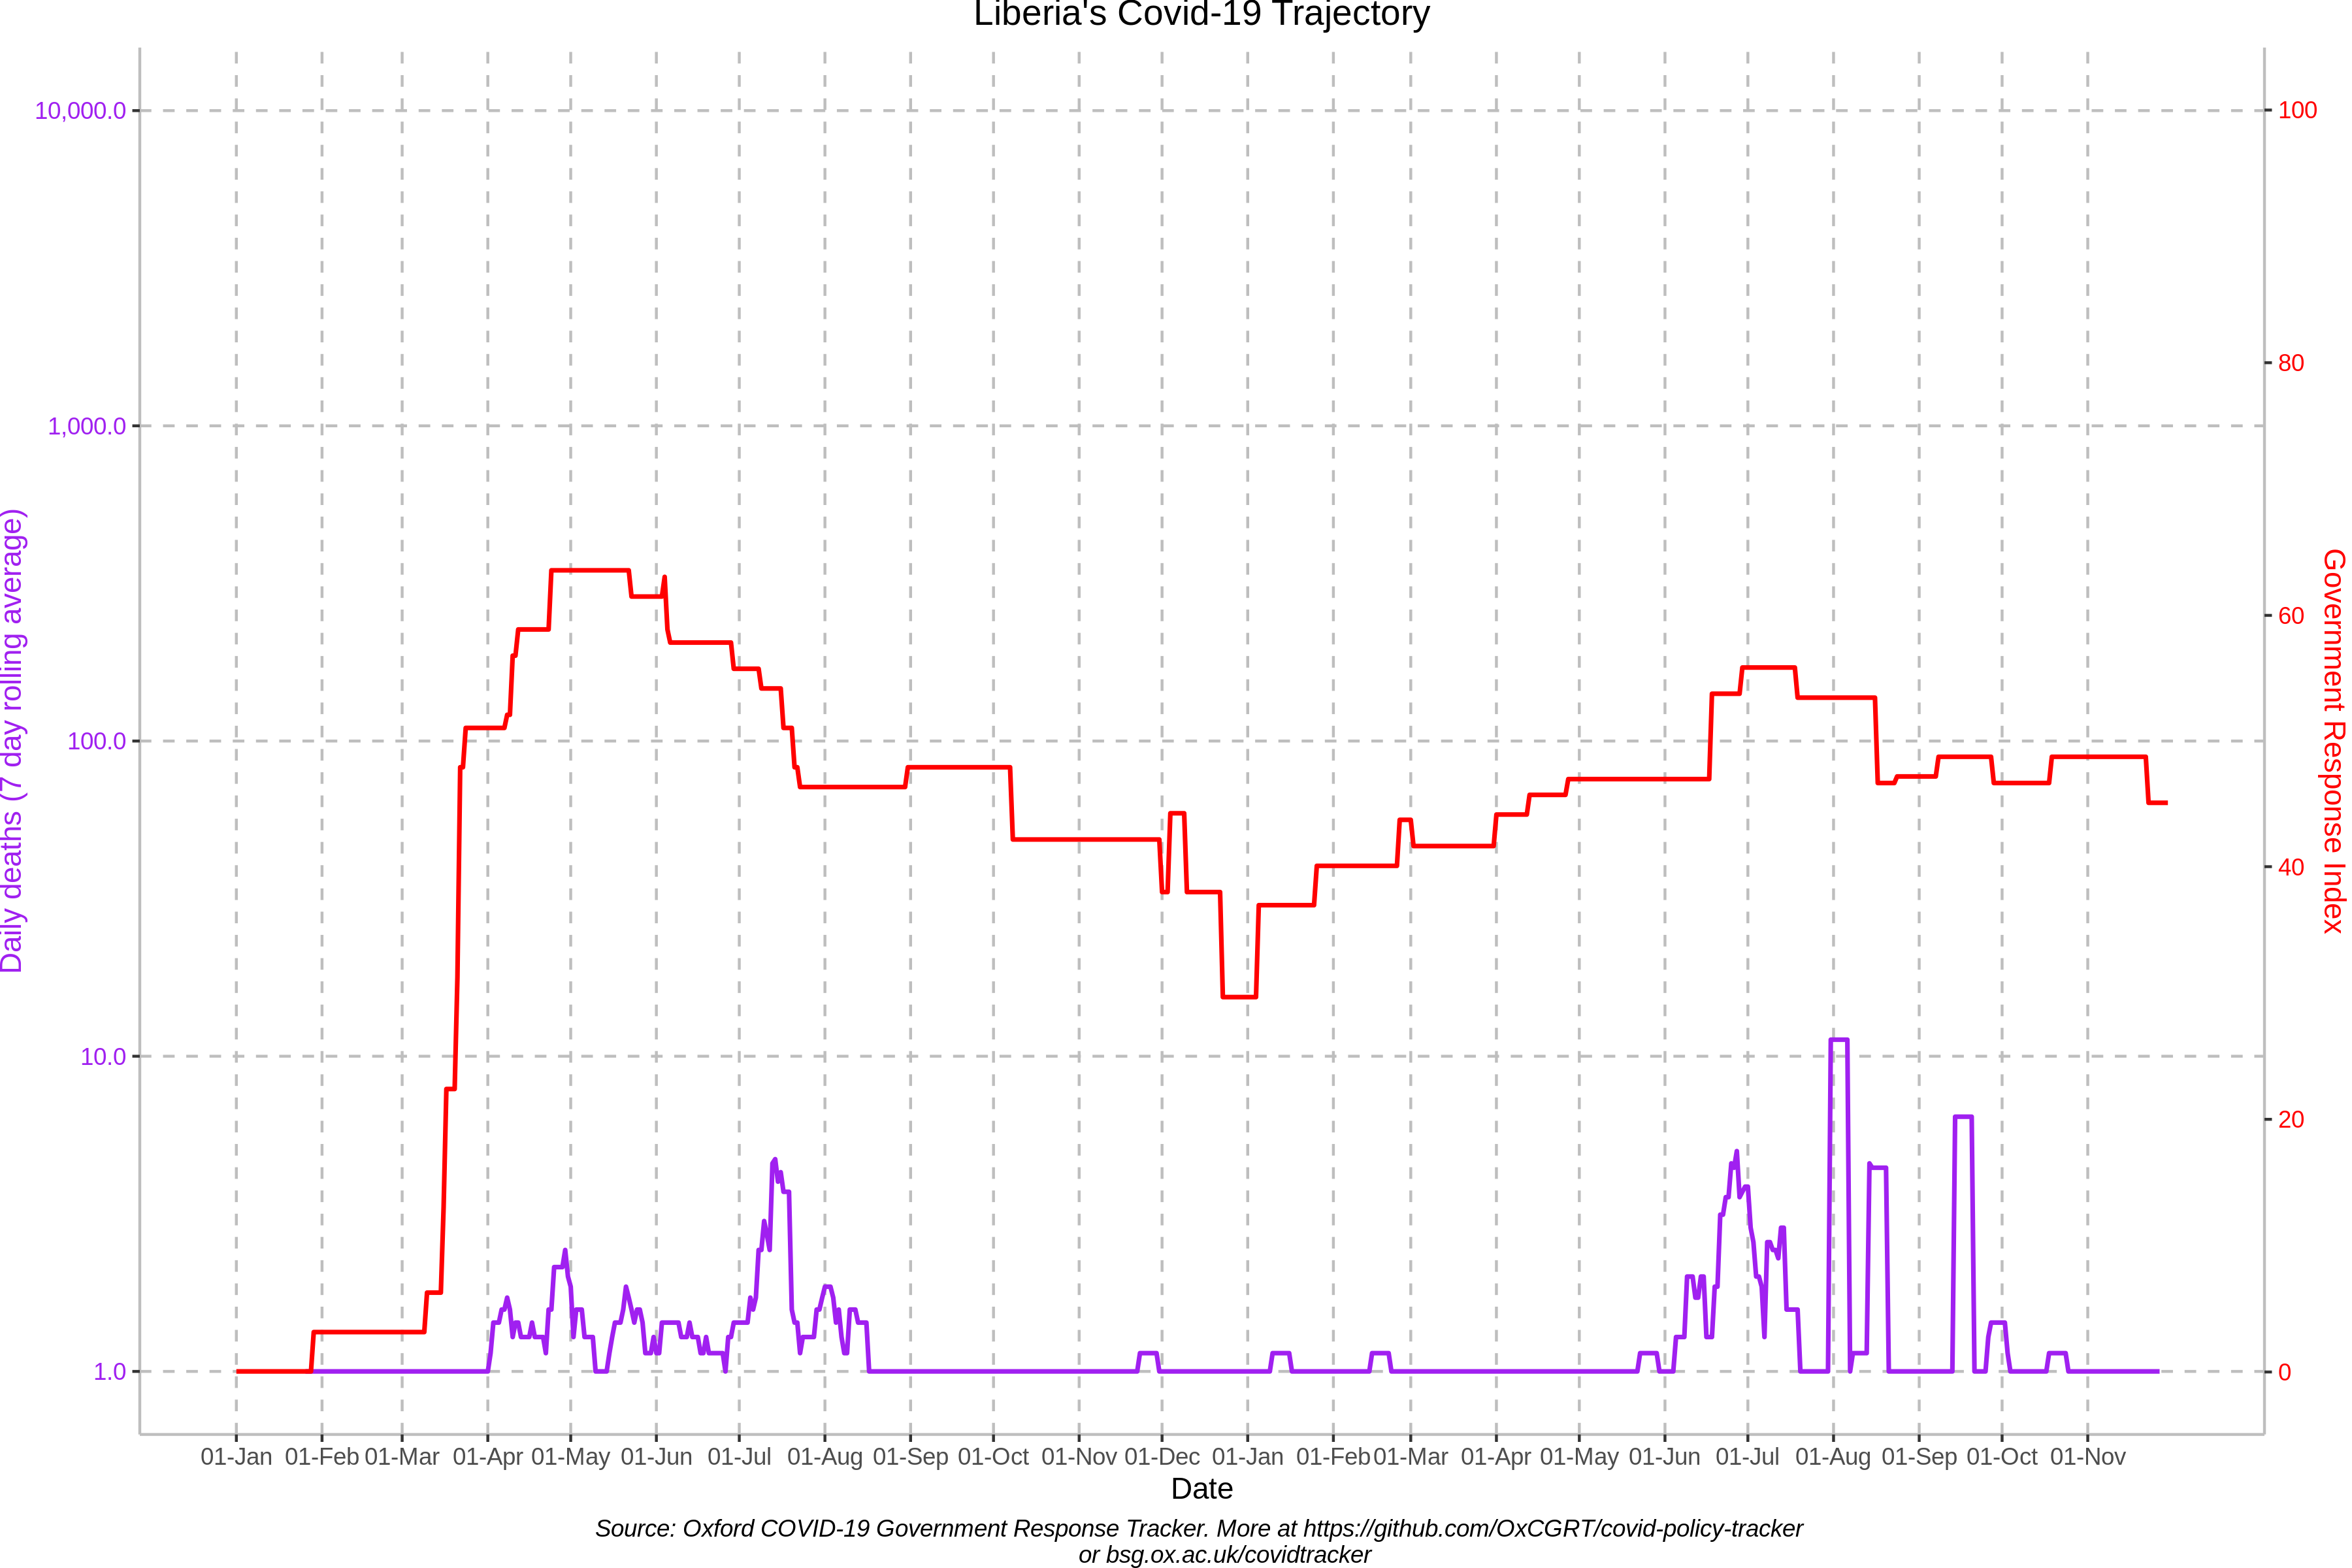 Liberia's Covid-19 Trajectory
10,000.0
1,000.0
100.0
10.0
1.0
Daily deaths (7 day rolling average)
100
80
60
40
20
0
Government Response Index
01-Jan 01-Feb 01-Mar 01-Apr 01-May 01-Jun 01-Jul 01-Aug 01-Sep 01-Oct 01-Nov 01-Dec 01-Jan 01-Feb 01-Mar 01-Apr 01-May 01-Jun 01-Jul 01-Aug 01-Sep 01-Oct 01-Nov
Date
Source: Oxford COVID-19 Government Response Tracker. More at https://github.com/OxCGRT/covid-policy-tracker
or bsg.ox.ac.uk/covidtracker